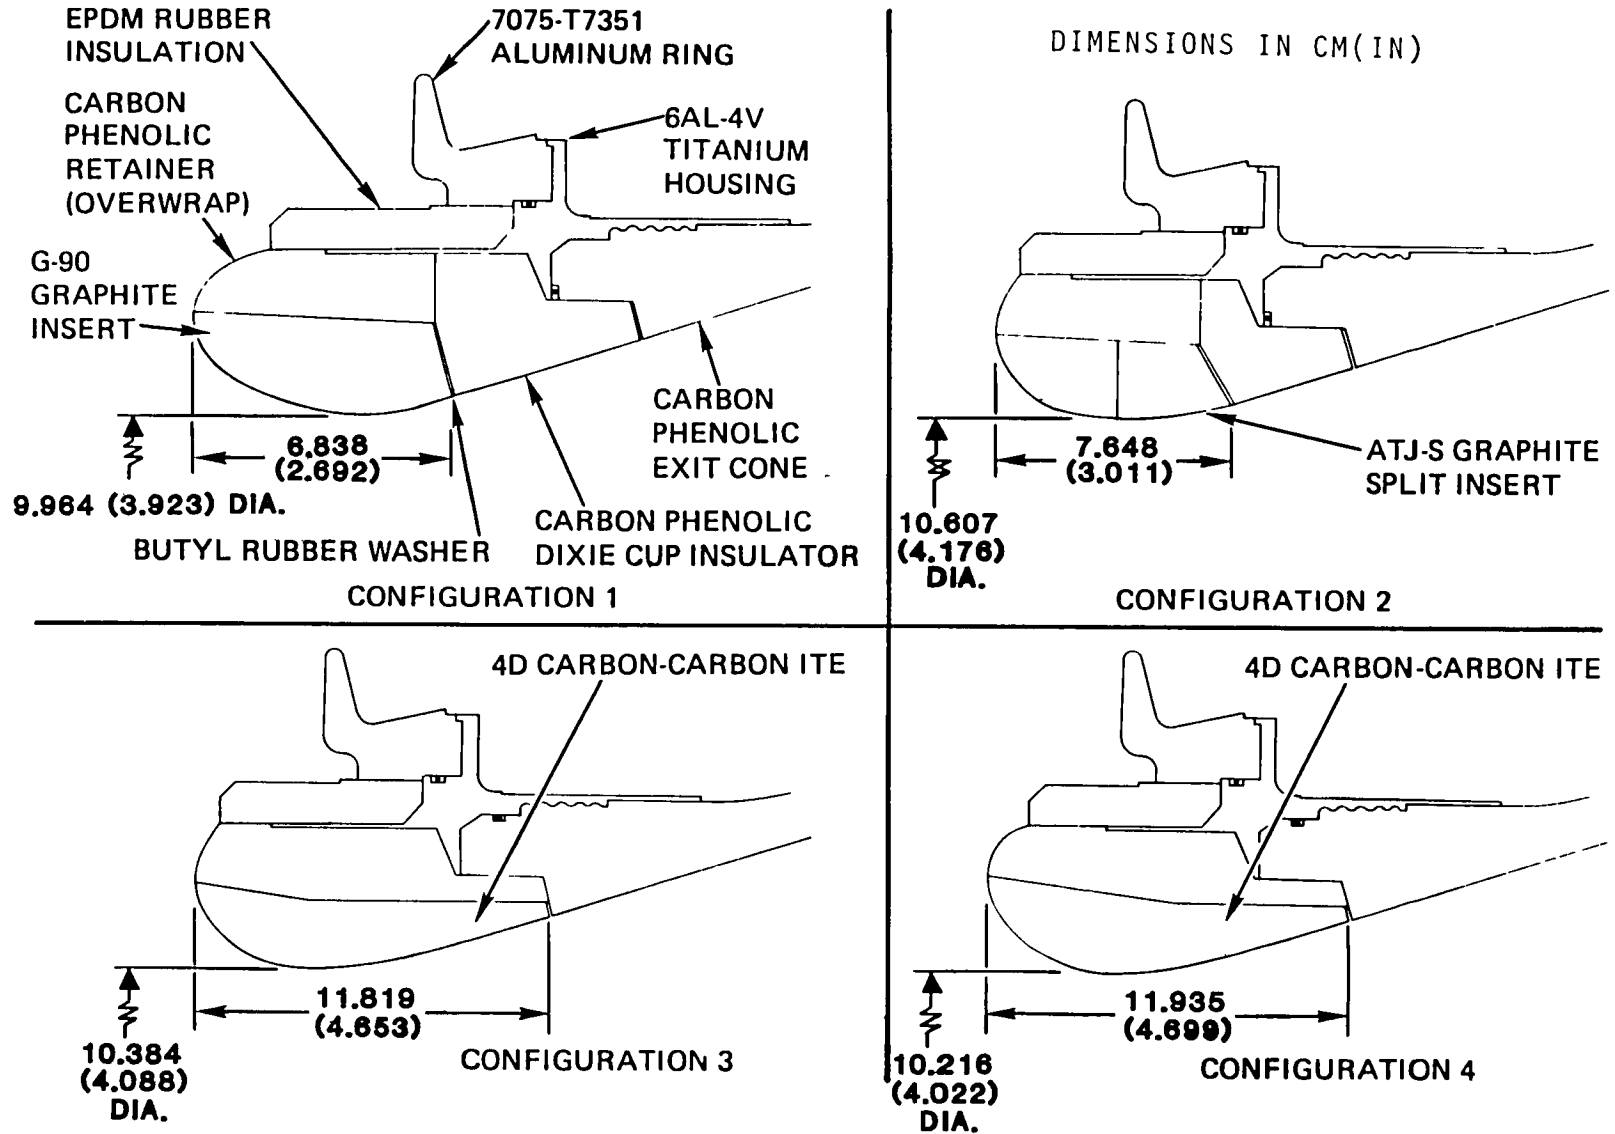 EPDM RUBBER
INSULATION
7075-T7351
ALUMINUM RING
CARBON
PHENOLIC
RETAINER
(OVERWRAP)
6AL-4V
TITANIUM
HOUSING
G-90
GRAPHITE
INSERT
CARBON
PHENOLIC
EXIT CONE
6.838
(2.692)
9.964 (3.923) DIA.
CARBON PHENOLIC
DIXIE CUP INSULATOR
BUTYL RUBBER WASHER
CONFIGURATION 1
DIMENSIONS IN CM(IN)
7.648
(3.011)
ATJ-S GRAPHITE
SPLIT INSERT
10.607
(4.176)
DIA.
CONFIGURATION 2
4D CARBON-CARBON ITE
11.819
(4.653)
10.384
(4.088)
DIA.
CONFIGURATION 3
4D CARBON-CARBON ITE
11.935
(4.699)
10.216
(4.022)
DIA.
CONFIGURATION 4